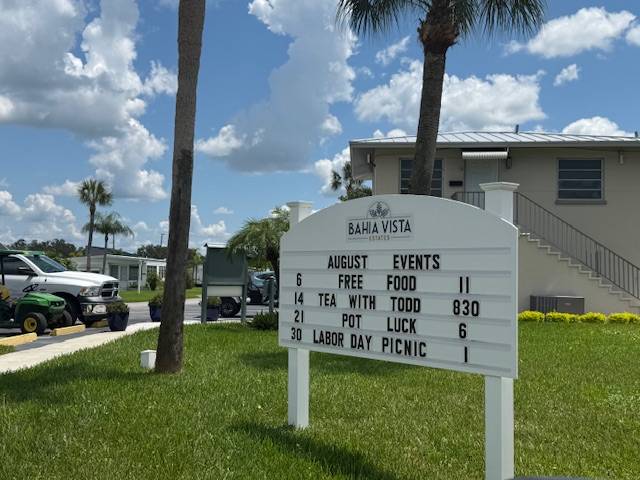 BAHIA VISTA
ESTATES
AUGUST EVENTS
6 FREE FOOD 11
14 TEA WITH TODD 830
21 POT LUCK 6
30 LABOR DAY PICNIC 1